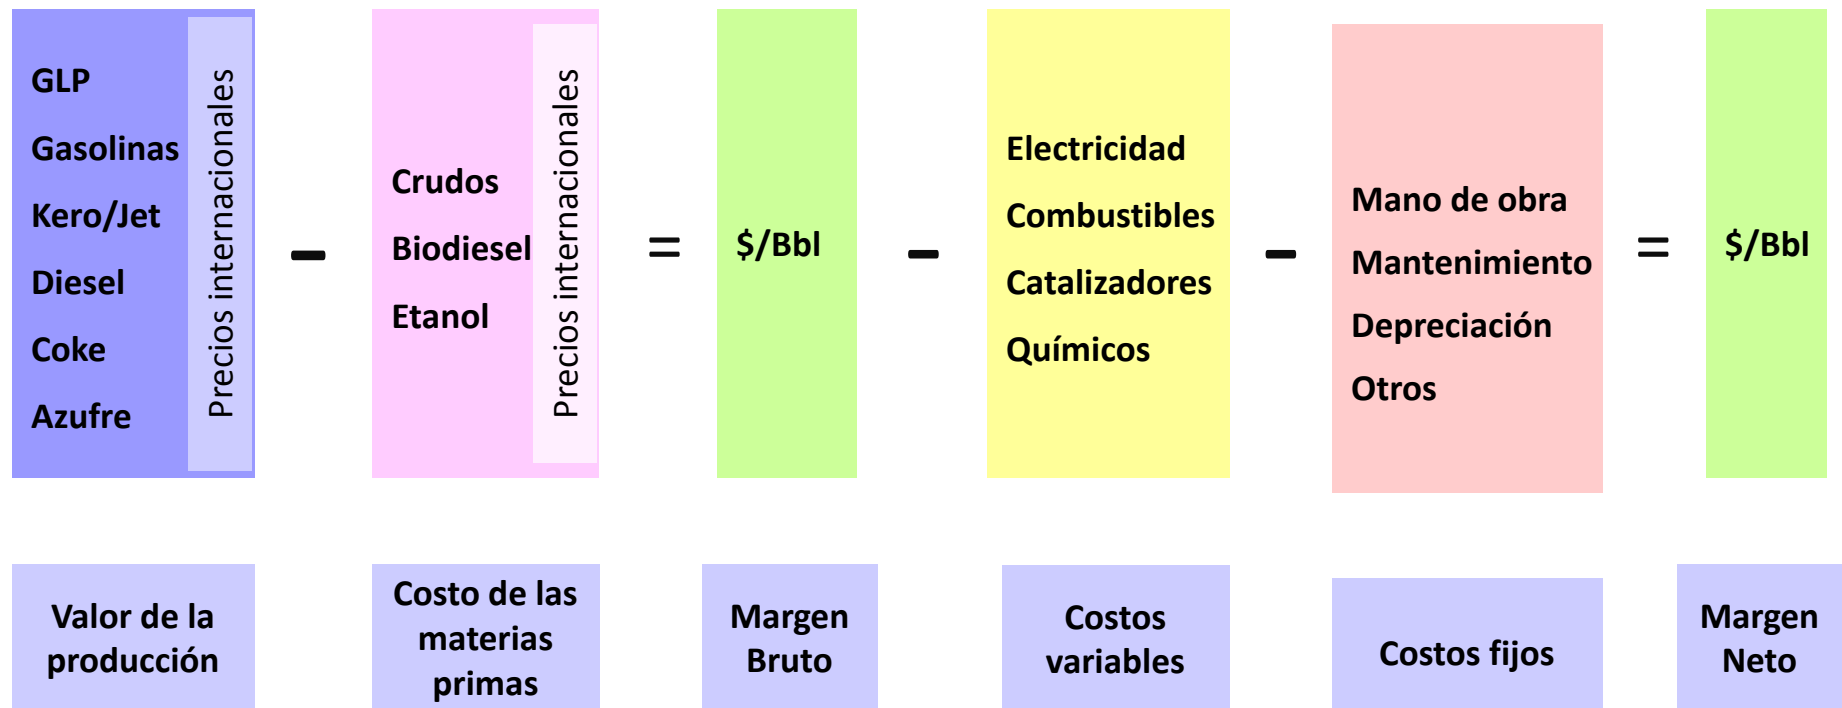 GLP
Gasolinas
Kero/Jet
Diesel
Coke
Azufre
Precios internacionales
-
Crudos
Biodiesel
Etanol
Precios internacionales
=
$/Bbl
-
Electricidad
Combustibles
Catalizadores
Químicos
-
Mano de obra
Mantenimiento
Depreciación
Otros
=
$/Bbl
Valor de la
producción
Costo de las
materias
primas
Margen
Bruto
Costos
variables
Costos fijos
Margen
Neto